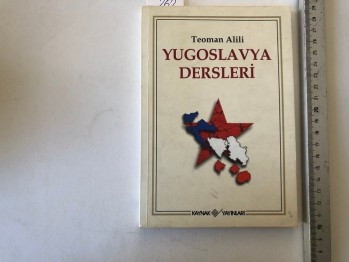 Teoman Alili
YUGOSLAVYA
DERSLERİ
KAYNAK YAYINLARI